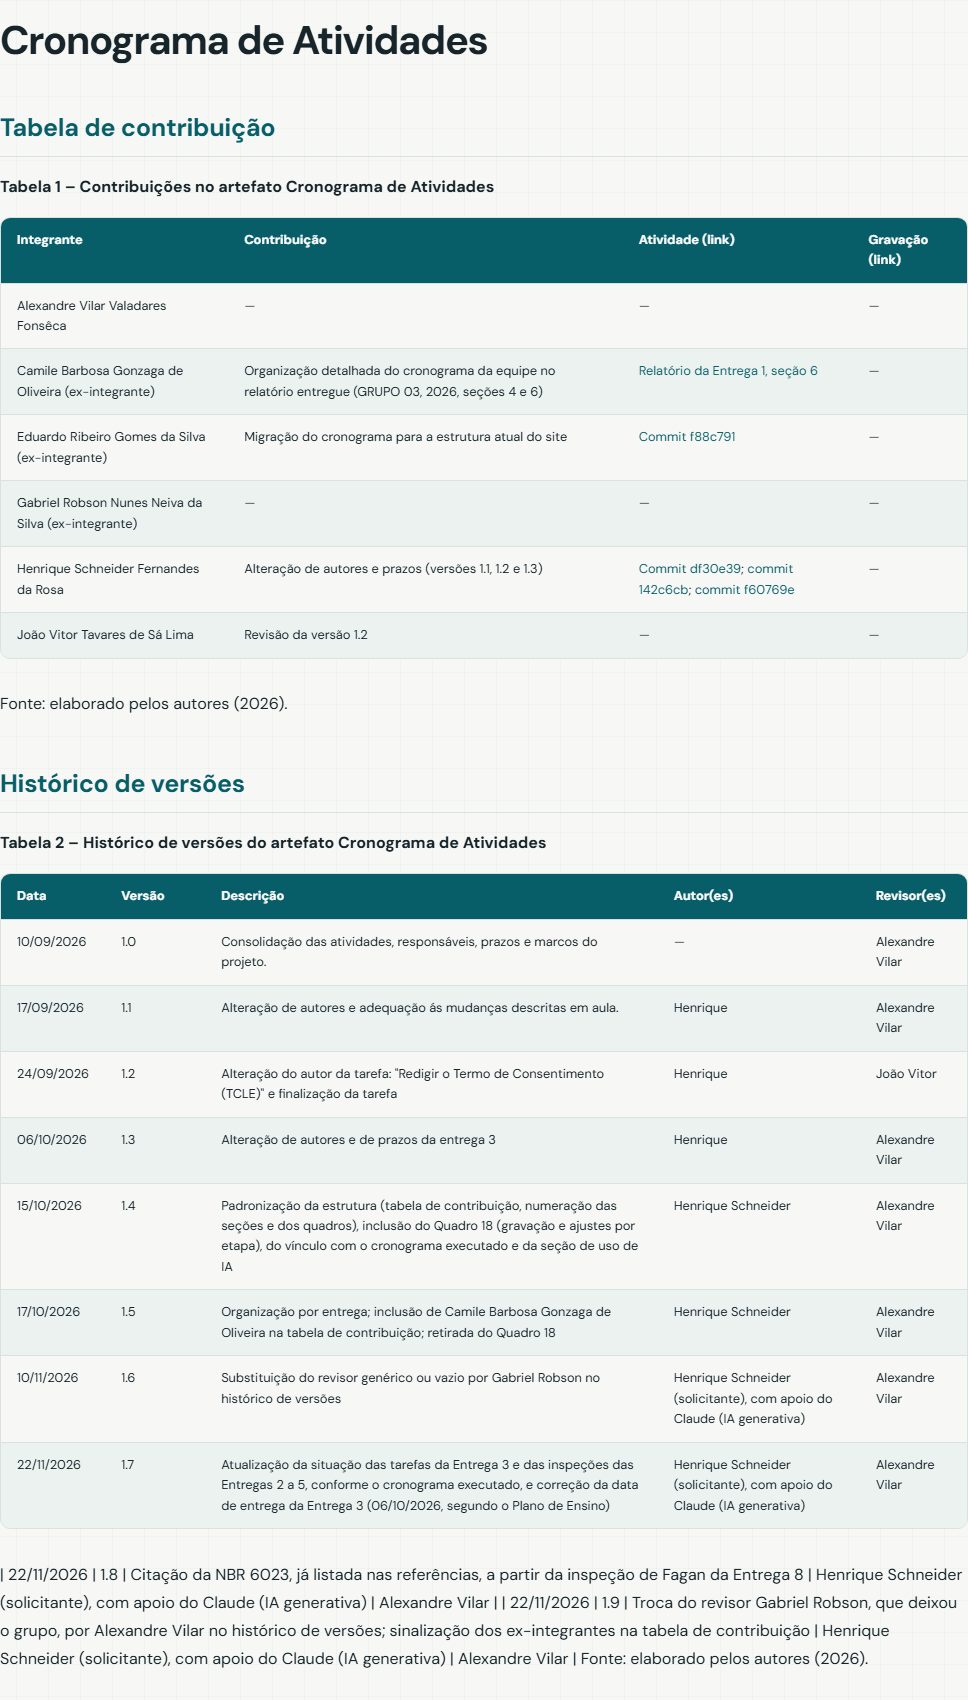 Cronograma de Atividades
Tabela de contribuição
Tabela 1 – Contribuições no artefato Cronograma de Atividades
Integrante Contribuição Atividade (link) Gravação (link)
Alexandre Vilar Valadares Fonsêca — — —
Camile Barbosa Gonzaga de Oliveira (ex-integrante) Organização detalhada do cronograma da equipe no relatório entregue (GRUPO 03, 2026, seções 4 e 6) Relatório da Entrega 1, seção 6 —
Eduardo Ribeiro Gomes da Silva (ex-integrante) Migração do cronograma para a estrutura atual do site Commit f88c791 —
Gabriel Robson Nunes Neiva da Silva (ex-integrante) — — —
Henrique Schneider Fernandes da Rosa Alteração de autores e prazos (versões 1.1, 1.2 e 1.3) Commit df30e39; commit 142c6cb; commit f60769e —
João Vitor Tavares de Sá Lima Revisão da versão 1.2 — —
Fonte: elaborado pelos autores (2026).
Histórico de versões
Tabela 2 – Histórico de versões do artefato Cronograma de Atividades
Data Versão Descrição Autor(es) Revisor(es)
10/09/2026 1.0 Consolidação das atividades, responsáveis, prazos e marcos do projeto. — Alexandre Vilar
17/09/2026 1.1 Alteração de autores e adequação ás mudanças descritas em aula. Henrique Alexandre Vilar
24/09/2026 1.2 Alteração do autor da tarefa: "Redigir o Termo de Consentimento (TCLE)" e finalização da tarefa Henrique João Vitor
06/10/2026 1.3 Alteração de autores e de prazos da entrega 3 Henrique Alexandre Vilar
15/10/2026 1.4 Padronização da estrutura (tabela de contribuição, numeração das seções e dos quadros), inclusão do Quadro 18 (gravação e ajustes por etapa), do vínculo com o cronograma executado e da seção de uso de IA Henrique Schneider Alexandre Vilar
17/10/2026 1.5 Organização por entrega; inclusão de Camile Barbosa Gonzaga de Oliveira na tabela de contribuição; retirada do Quadro 18 Henrique Schneider Alexandre Vilar
10/11/2026 1.6 Substituição do revisor genérico ou vazio por Gabriel Robson no histórico de versões Henrique Schneider (solicitante), com apoio do Claude (IA generativa) Alexandre Vilar
22/11/2026 1.7 Atualização da situação das tarefas da Entrega 3 e das inspeções das Entregas 2 a 5, conforme o cronograma executado, e correção da data de entrega da Entrega 3 (06/10/2026, segundo o Plano de Ensino) Henrique Schneider (solicitante), com apoio do Claude (IA generativa) Alexandre Vilar
| 22/11/2026 | 1.8 | Citação da NBR 6023, já listada nas referências, a partir da inspeção de Fagan da Entrega 8 | Henrique Schneider
(solicitante), com apoio do Claude (IA generativa) | Alexandre Vilar | | 22/11/2026 | 1.9 | Troca do revisor Gabriel Robson, que deixou
o grupo, por Alexandre Vilar no histórico de versões; sinalização dos ex-integrantes na tabela de contribuição | Henrique
Schneider (solicitante), com apoio do Claude (IA generativa) | Alexandre Vilar | Fonte: elaborado pelos autores (2026).